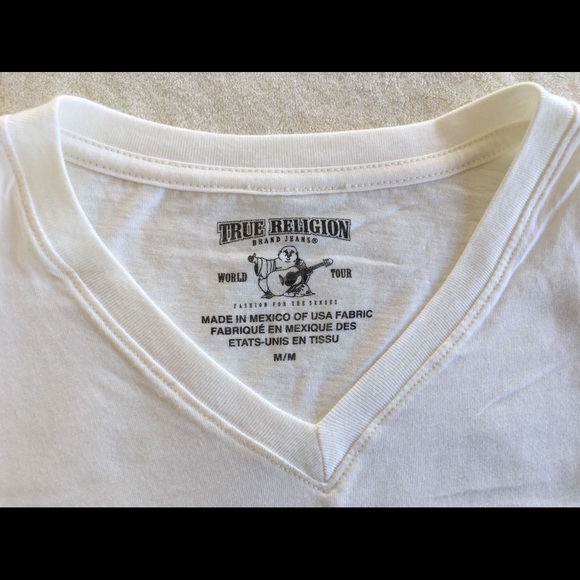 TRUE RELIGION
BRAND JEANS®
WORLD TOUR
FASHION FOR THE SENSES
MADE IN MEXICO OF USA FABRIC
FABRIQUÉ EN MEXIQUE DES
ETATS-UNIS EN TISSU
M/M